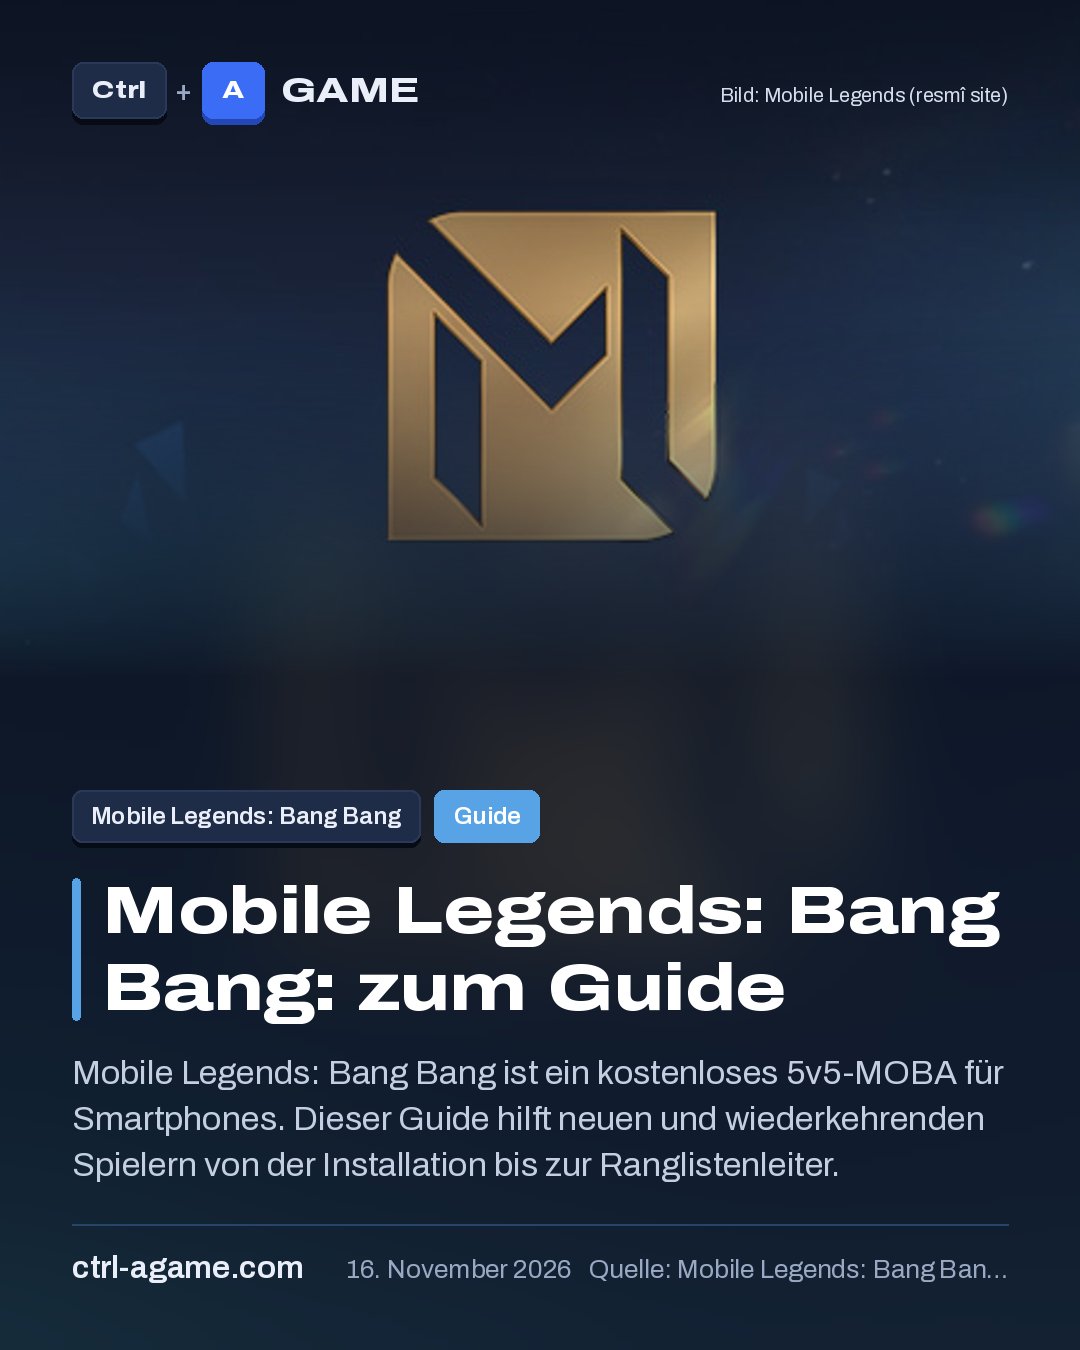 Ctrl + A GAME
Bild: Mobile Legends (resmî site)
Mobile Legends: Bang Bang
Guide
Mobile Legends: Bang
Bang: zum Guide
Mobile Legends: Bang Bang ist ein kostenloses 5v5-MOBA für
Smartphones. Dieser Guide hilft neuen und wiederkehrenden
Spielern von der Installation bis zur Ranglistenleiter.
ctrl-agame.com
16. November 2026 Quelle: Mobile Legends: Bang Ban...